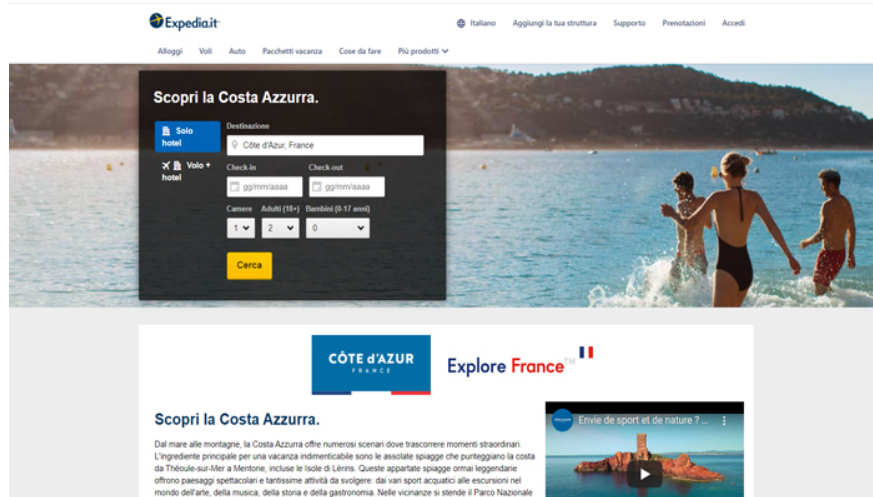 Expedia.it
Italiano Aggiungi la tua struttura Supporto Prenotazioni Accedi
Alloggi Voli Auto Pacchetti vacanza Cose da fare Più prodotti
Scopri la Costa Azzurra.
Solo hotel
Volo + hotel
Destinazione
Côte d'Azur, France
Check-in Check-out
gg/mm/aaaa gg/mm/aaaa
Camere Adulti (18+) Bambini (0-17 anni)
1 2 0
Cerca
CÔTE d'AZUR
FRANCE
Explore France™
Scopri la Costa Azzurra.
Envie de sport et de nature ? ...
Dal mare alle montagne, la Costa Azzurra offre numerosi scenari dove trascorrere momenti straordinari.
L'ingrediente principale per una vacanza indimenticabile sono le assolate spiagge che punteggiano la costa
da Théoule-sur-Mer a Mentone, incluse le Isole di Lérins. Queste appartate spiagge ormai leggendarie
offrono paesaggi spettacolari e tantissime attività da svolgere: dai vari sport acquatici alle escursioni nel
mondo dell'arte, della musica, della storia e della gastronomia. Nelle vicinanze si stende il Parco Nazionale